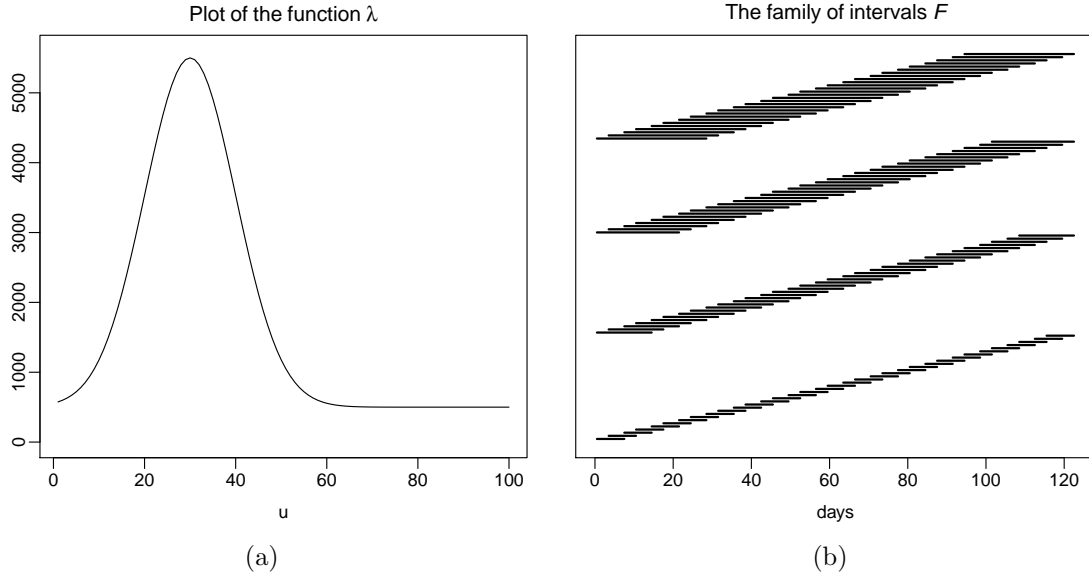 Plot of the function λ
5000
4000
3000
2000
1000
0
0 20 40 60 80 100
u
(a)
The family of intervals F
0 20 40 60 80 100 120
days
(b)